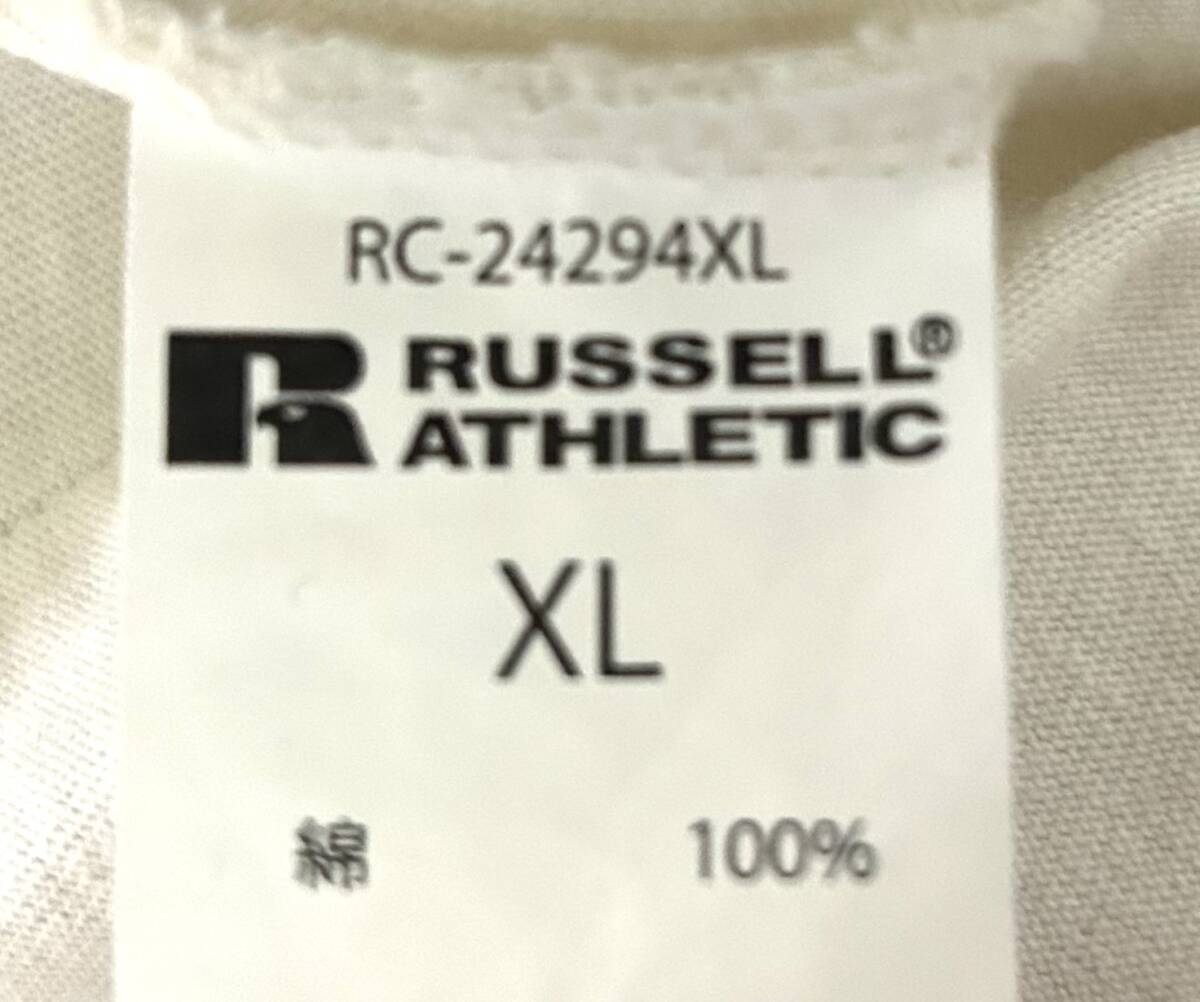 RC-24294XL
RUSSELL®
ATHLETIC
XL
綿 100%